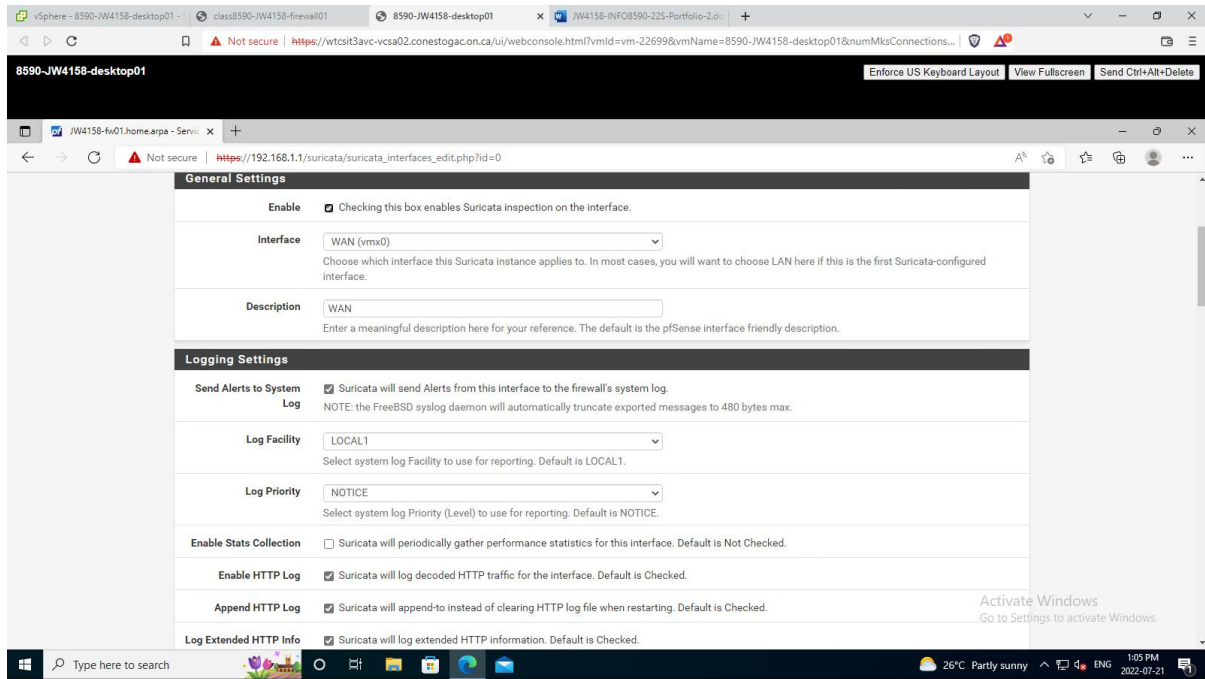 vSphere - 8590-JW4158-desktop01 -
class8590-JW4158-firewall01
8590-JW4158-desktop01
JW4158-INFO8590-22S-Portfolio-2.do
Not secure
https://wtcsit3avc-vcsa02.conestogac.on.ca/ui/webconsole.html?vmId=vm-22699&vmName=8590-JW4158-desktop01&numMksConnections...
8590-JW4158-desktop01
Enforce US Keyboard Layout
View Fullscreen
Send Ctrl+Alt+Delete
pf JW4158-fw01.home.arpa - Servic
Not secure
https://192.168.1.1/suricata/suricata_interfaces_edit.php?id=0
General Settings
Enable
Checking this box enables Suricata inspection on the interface.
Interface
WAN (vmx0)
Choose which interface this Suricata instance applies to. In most cases, you will want to choose LAN here if this is the first Suricata-configured
interface.
Description
WAN
Enter a meaningful description here for your reference. The default is the pfSense interface friendly description.
Logging Settings
Send Alerts to System
Log
Suricata will send Alerts from this interface to the firewall's system log.
NOTE: the FreeBSD syslog daemon will automatically truncate exported messages to 480 bytes max.
Log Facility
LOCAL1
Select system log Facility to use for reporting. Default is LOCAL1.
Log Priority
NOTICE
Select system log Priority (Level) to use for reporting. Default is NOTICE.
Enable Stats Collection
Suricata will periodically gather performance statistics for this interface. Default is Not Checked.
Enable HTTP Log
Suricata will log decoded HTTP traffic for the interface. Default is Checked.
Append HTTP Log
Suricata will append-to instead of clearing HTTP log file when restarting. Default is Checked.
Log Extended HTTP Info
Suricata will log extended HTTP information. Default is Checked.
Activate Windows
Go to Settings to activate Windows.
Type here to search
26°C Partly sunny
ENG
1:05 PM
2022-07-21